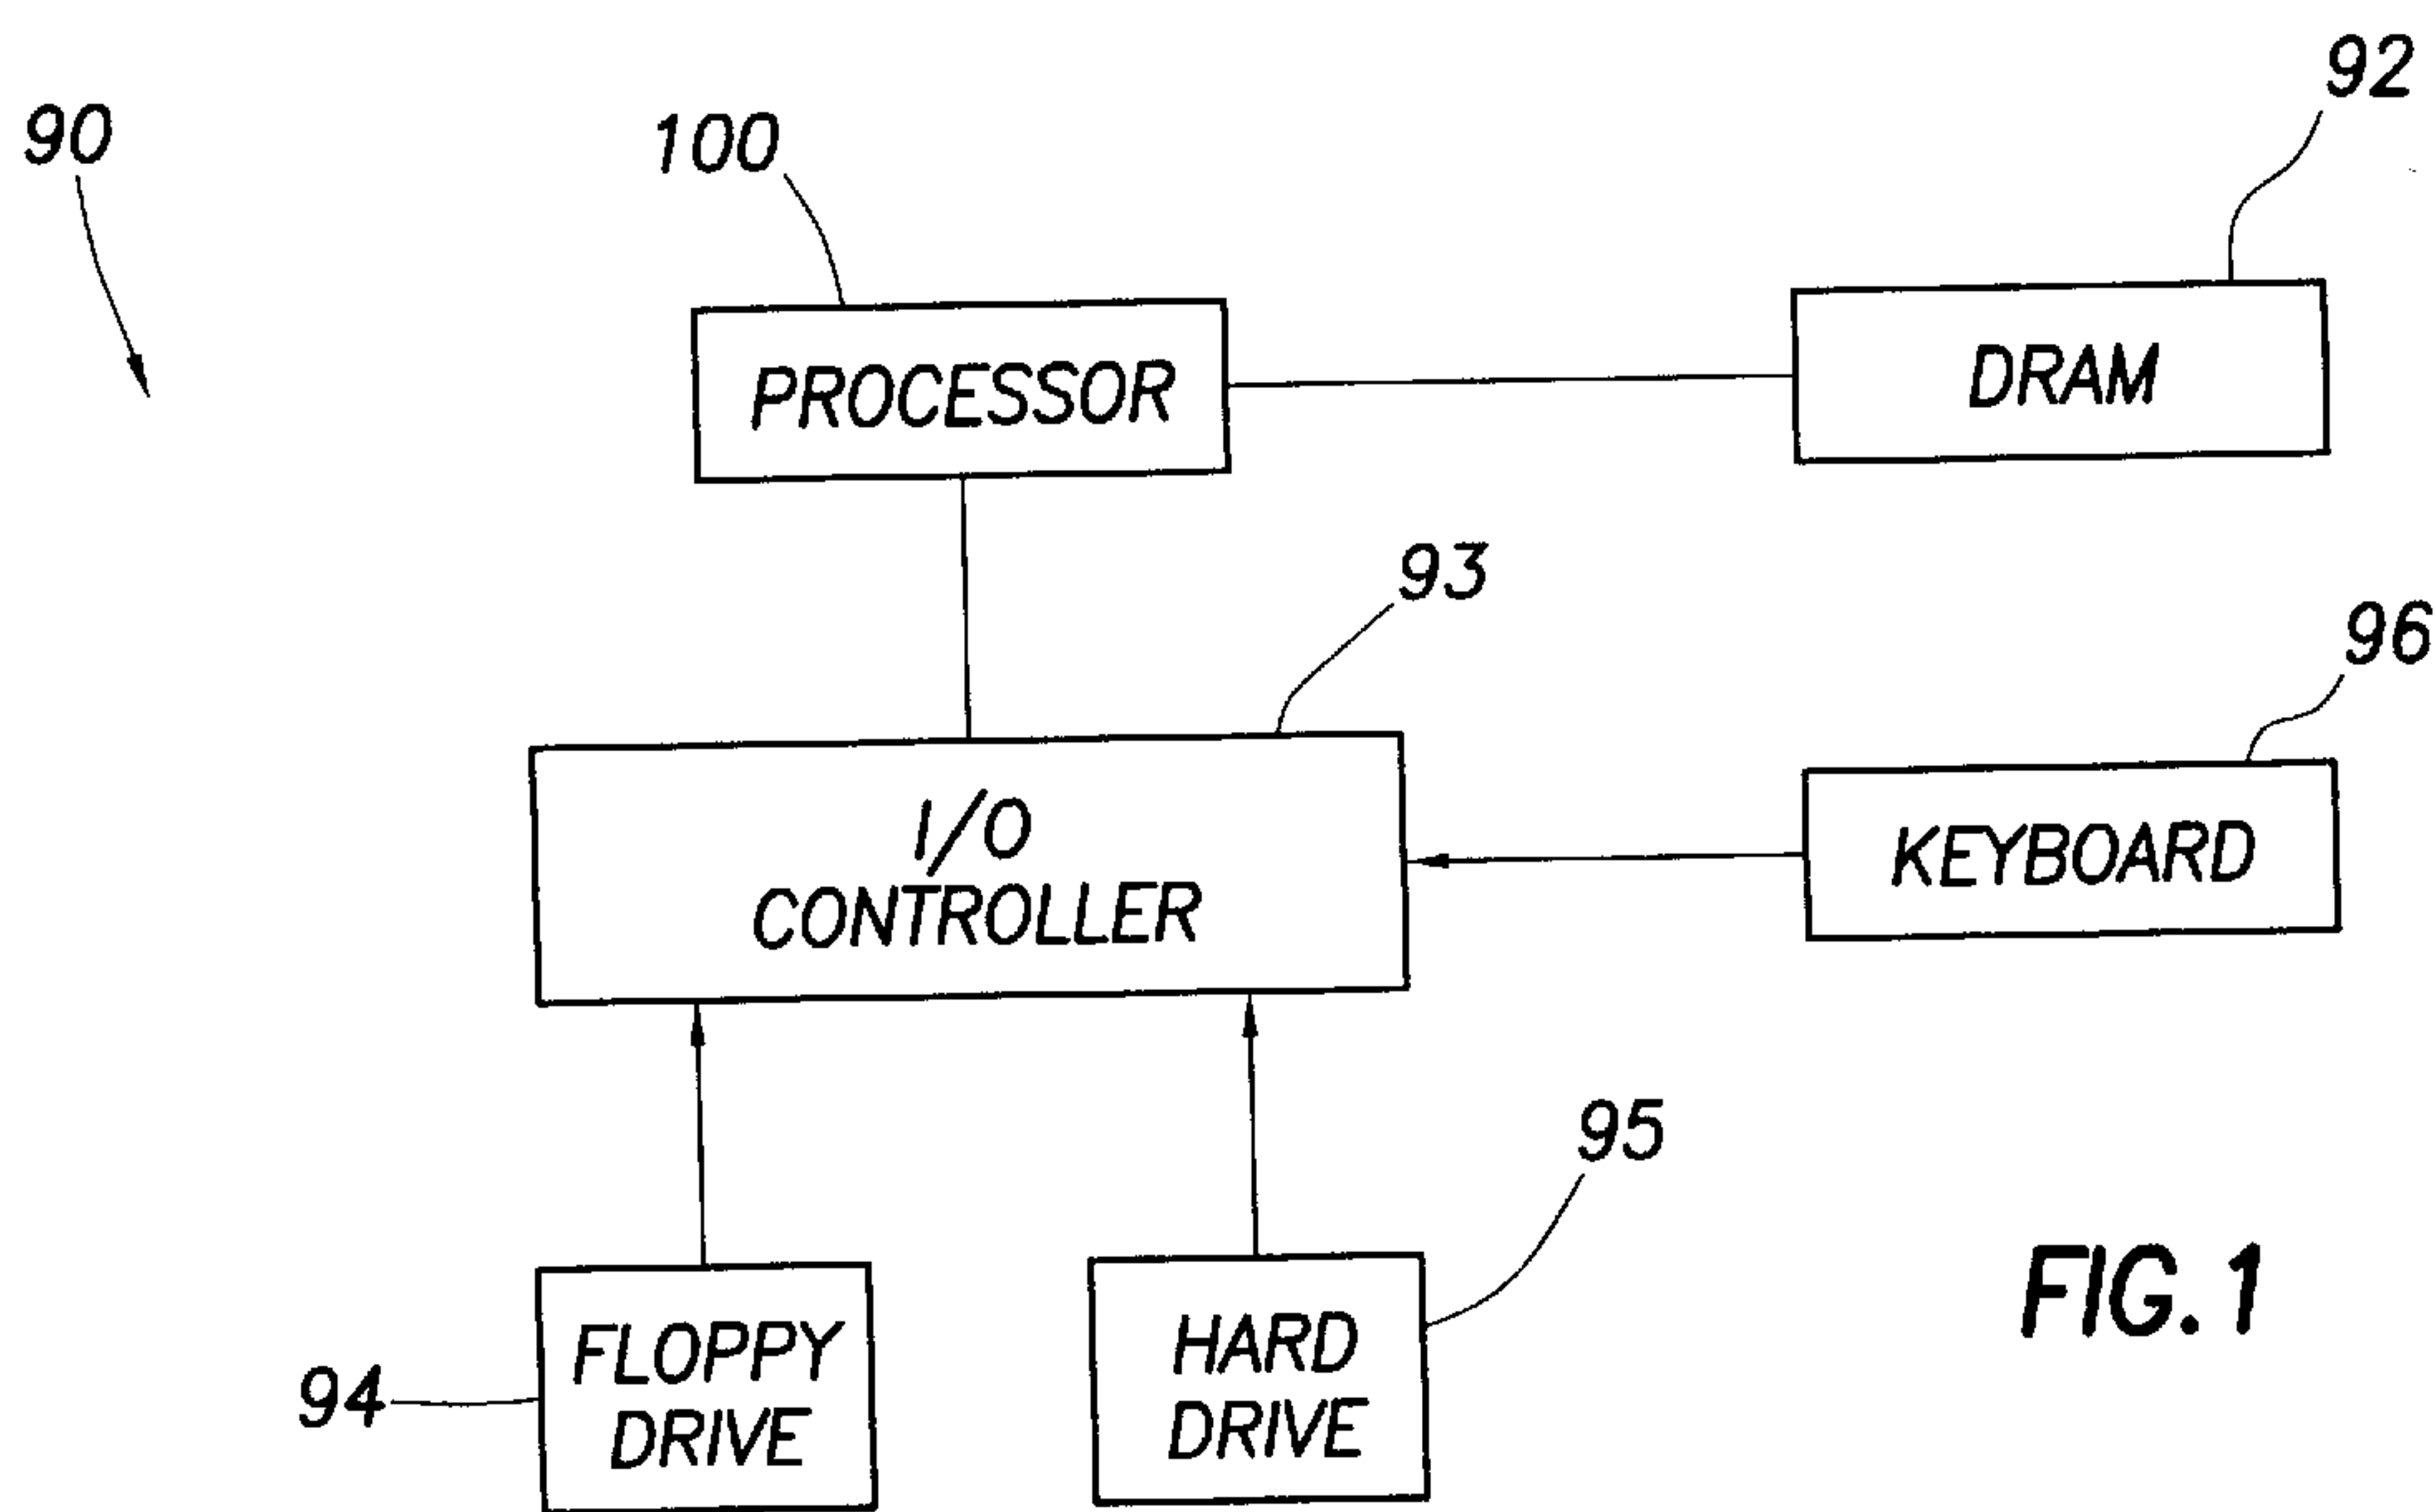 90
100
92
PROCESSOR
DRAM
93
96
I/O
CONTROLLER
KEYBOARD
95
94
FLOPPY
DRIVE
HARD
DRIVE
FIG. 1